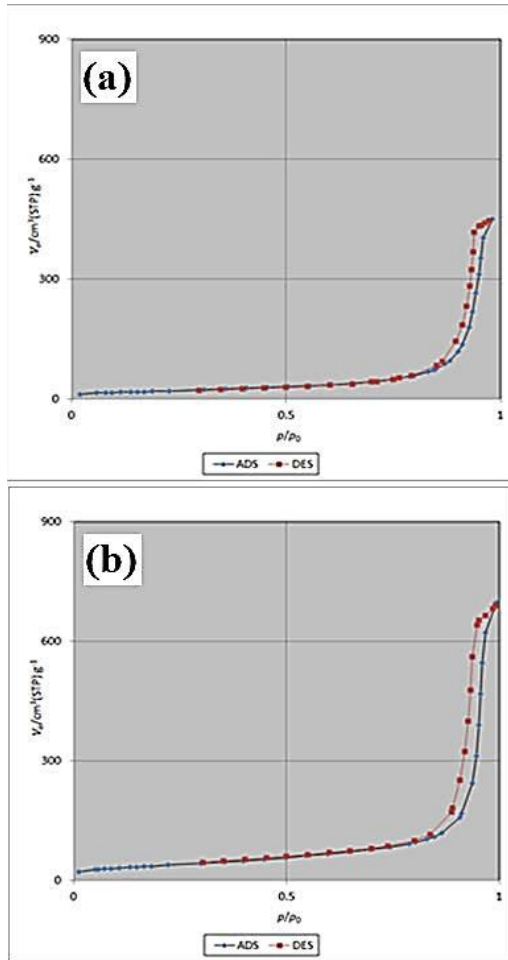 (a)
900
600
300
0
Vₐ/cm³(STP) g⁻¹
0
0.5
1
p/p₀
ADS DES
(b)
900
600
300
0
Vₐ/cm³(STP) g⁻¹
0
0.5
1
p/p₀
ADS DES